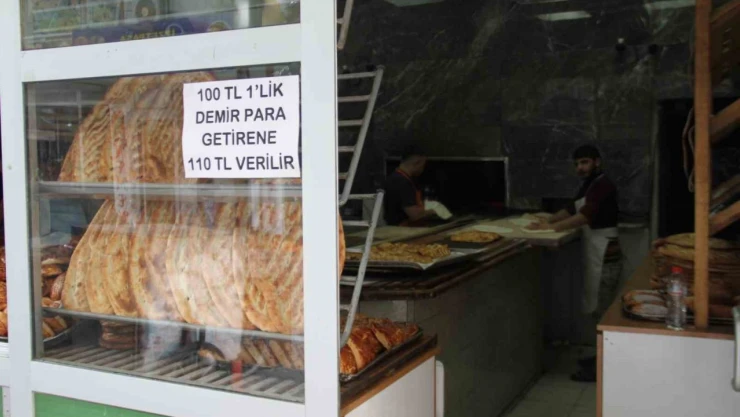 100 TL 1'LİK
DEMİR PARA
GETİRENE
110 TL VERİLİR